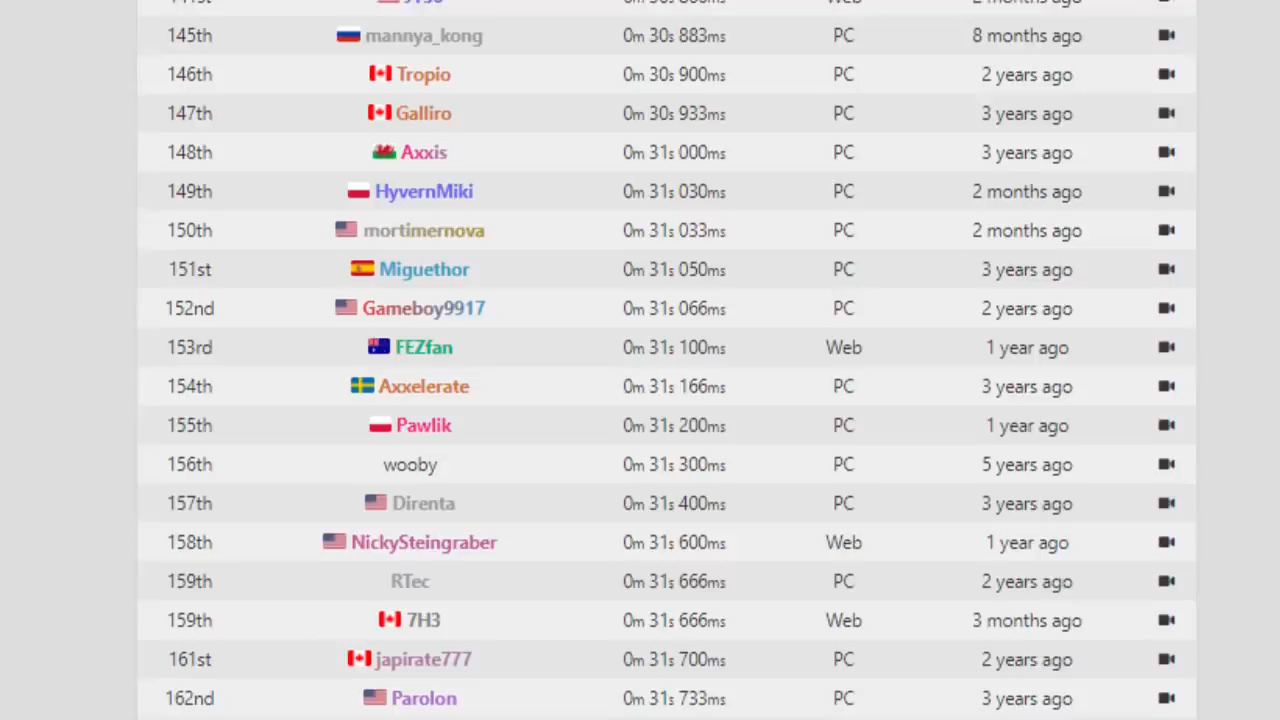 145th mannya_kong 0m 30s 883ms PC 8 months ago
146th Tropio 0m 30s 900ms PC 2 years ago
147th Galliro 0m 30s 933ms PC 3 years ago
148th Axxis 0m 31s 000ms PC 3 years ago
149th HyvernMiki 0m 31s 030ms PC 2 months ago
150th mortimernova 0m 31s 033ms PC 2 months ago
151st Miguethor 0m 31s 050ms PC 3 years ago
152nd Gameboy9917 0m 31s 066ms PC 2 years ago
153rd FEZfan 0m 31s 100ms Web 1 year ago
154th Axxelerate 0m 31s 166ms PC 3 years ago
155th Pawlik 0m 31s 200ms PC 1 year ago
156th wooby 0m 31s 300ms PC 5 years ago
157th Direnta 0m 31s 400ms PC 3 years ago
158th NickySteingraber 0m 31s 600ms Web 1 year ago
159th RTec 0m 31s 666ms PC 2 years ago
159th 7H3 0m 31s 666ms Web 3 months ago
161st japirate777 0m 31s 700ms PC 2 years ago
162nd Parolon 0m 31s 733ms PC 3 years ago